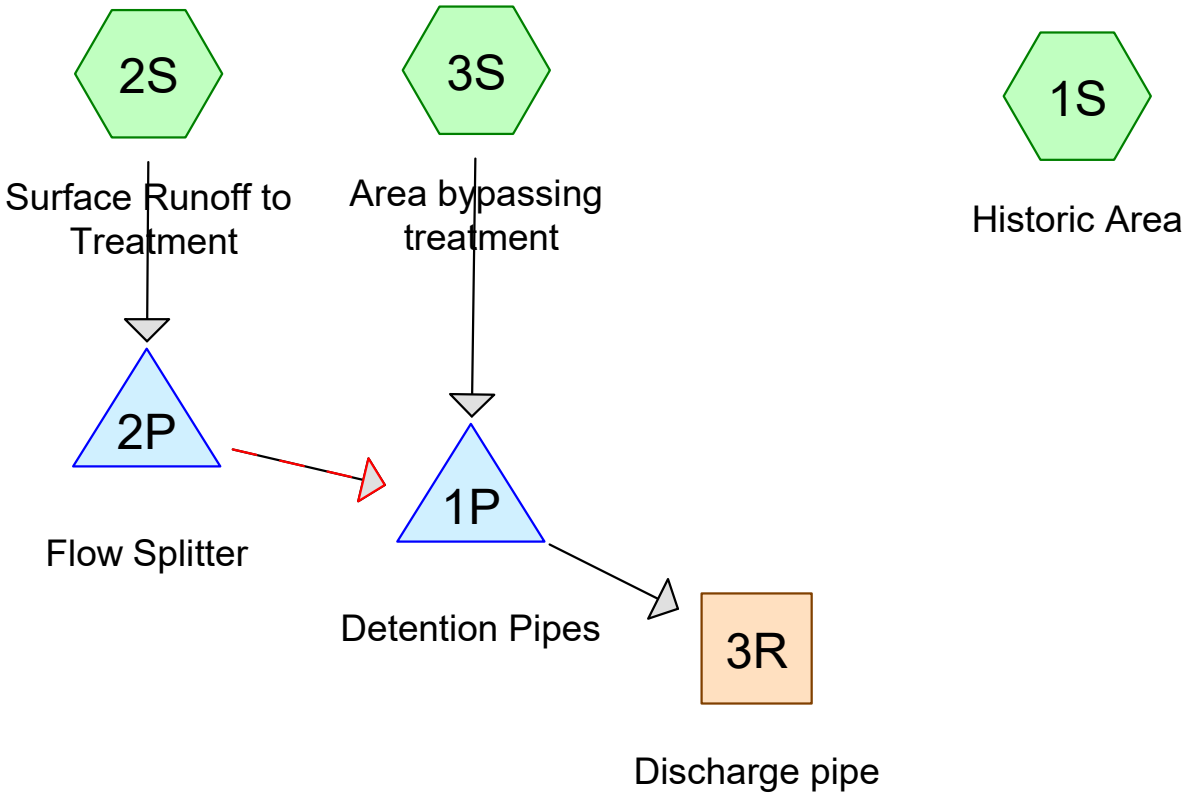 2S
3S
1S
Surface Runoff to
Treatment
Area bypassing
treatment
Historic Area
2P
1P
Flow Splitter
Detention Pipes
3R
Discharge pipe